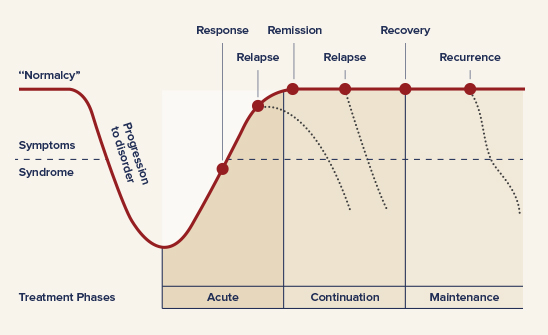 Response
Remission
Recovery
Relapse
Relapse
Recurrence
“Normalcy”
Progression
to disorder
Symptoms
Syndrome
Treatment Phases
Acute
Continuation
Maintenance